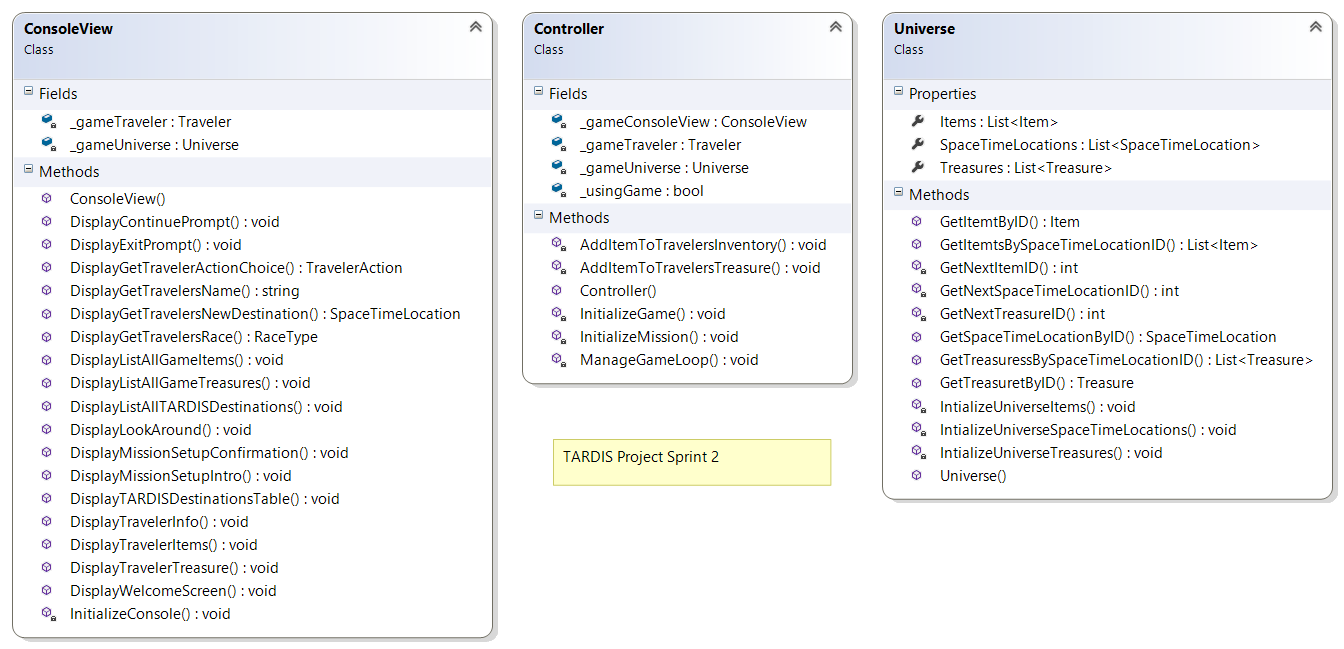 ConsoleView
Class
Fields
_gameTraveler : Traveler
_gameUniverse : Universe
Methods
ConsoleView()
DisplayContinuePrompt() : void
DisplayExitPrompt() : void
DisplayGetTravelerActionChoice() : TravelerAction
DisplayGetTravelersName() : string
DisplayGetTravelersNewDestination() : SpaceTimeLocation
DisplayGetTravelersRace() : RaceType
DisplayListAllGameItems() : void
DisplayListAllGameTreasures() : void
DisplayListAllTARDISDestinations() : void
DisplayLookAround() : void
DisplayMissionSetupConfirmation() : void
DisplayMissionSetupIntro() : void
DisplayTARDISDestinationsTable() : void
DisplayTravelerInfo() : void
DisplayTravelerItems() : void
DisplayTravelerTreasure() : void
DisplayWelcomeScreen() : void
InitializeConsole() : void
Controller
Class
Fields
_gameConsoleView : ConsoleView
_gameTraveler : Traveler
_gameUniverse : Universe
_usingGame : bool
Methods
AddItemToTravelersInventory() : void
AddItemToTravelersTreasure() : void
Controller()
InitializeGame() : void
InitializeMission() : void
ManageGameLoop() : void
TARDIS Project Sprint 2
Universe
Class
Properties
Items : List<Item>
SpaceTimeLocations : List<SpaceTimeLocation>
Treasures : List<Treasure>
Methods
GetItemtByID() : Item
GetItemtsBySpaceTimeLocationID() : List<Item>
GetNextItemID() : int
GetNextSpaceTimeLocationID() : int
GetNextTreasureID() : int
GetSpaceTimeLocationByID() : SpaceTimeLocation
GetTreasuressBySpaceTimeLocationID() : List<Treasure>
GetTreasuretByID() : Treasure
IntializeUniverseItems() : void
IntializeUniverseSpaceTimeLocations() : void
IntializeUniverseTreasures() : void
Universe()